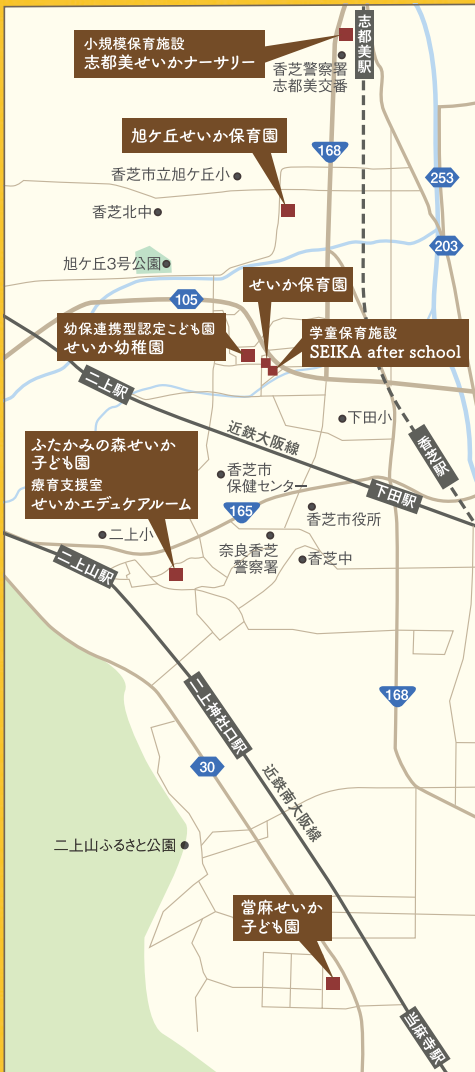 小規模保育施設
志都美せいかナーサリー
志都美駅
香芝警察署
志都美交番
旭ケ丘せいか保育園
168
香芝市立旭ケ丘小
253
香芝北中
203
旭ケ丘3号公園
せいか保育園
105
幼保連携型認定こども園
せいか幼稚園
学童保育施設
SEIKA after school
二上駅
近鉄大阪線
下田小
香芝駅
ふたかみの森せいか
子ども園
療育支援室
せいかエデュケアルーム
香芝市
保健センター
下田駅
165
香芝市役所
二上小
奈良香芝
警察署
香芝中
二上山駅
二上神社口駅
168
30
近鉄南大阪線
二上山ふるさと公園
當麻せいか
子ども園
当麻寺駅